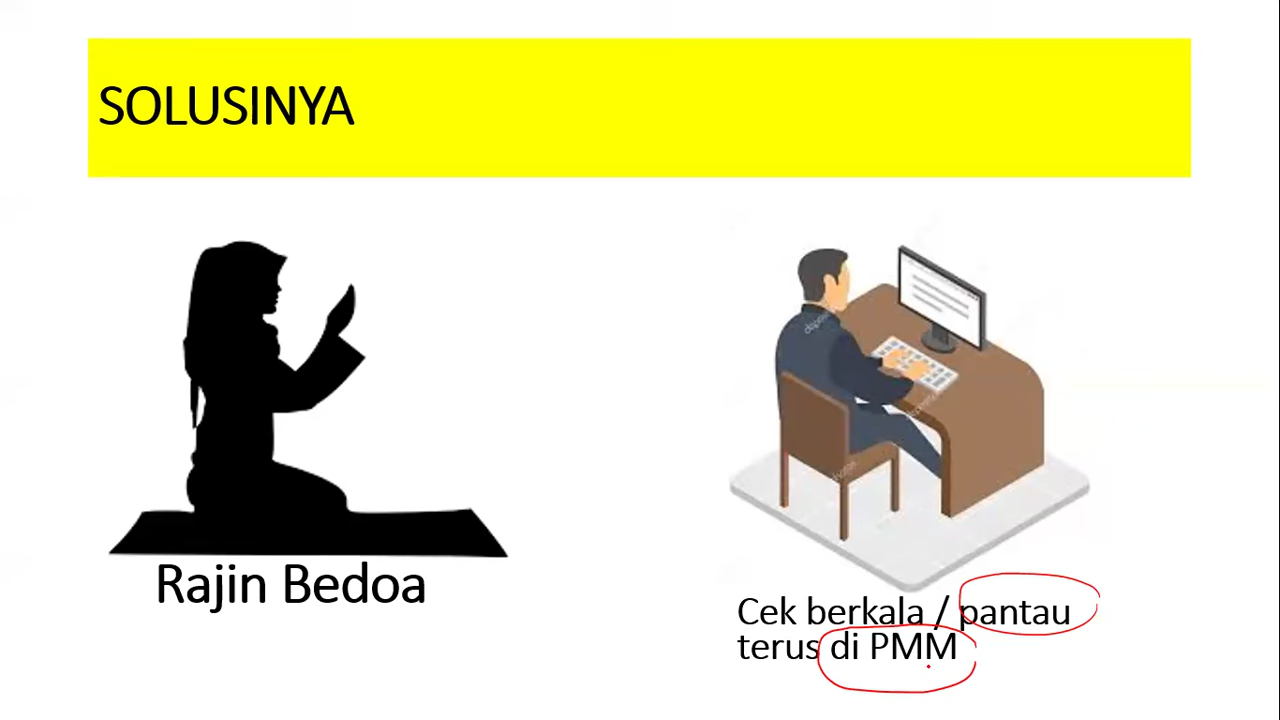 SOLUSINYA
Rajin Bedoa
Cek berkala / pantau
terus di PMM